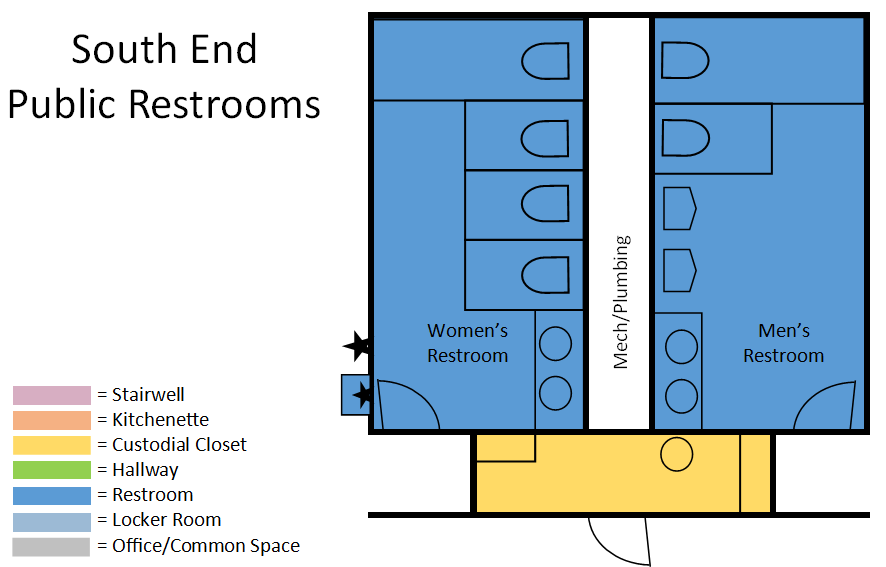 South End
Public Restrooms
Mech/Plumbing
Women’s
Restroom
Men’s
Restroom
= Stairwell
= Kitchenette
= Custodial Closet
= Hallway
= Restroom
= Locker Room
= Office/Common Space